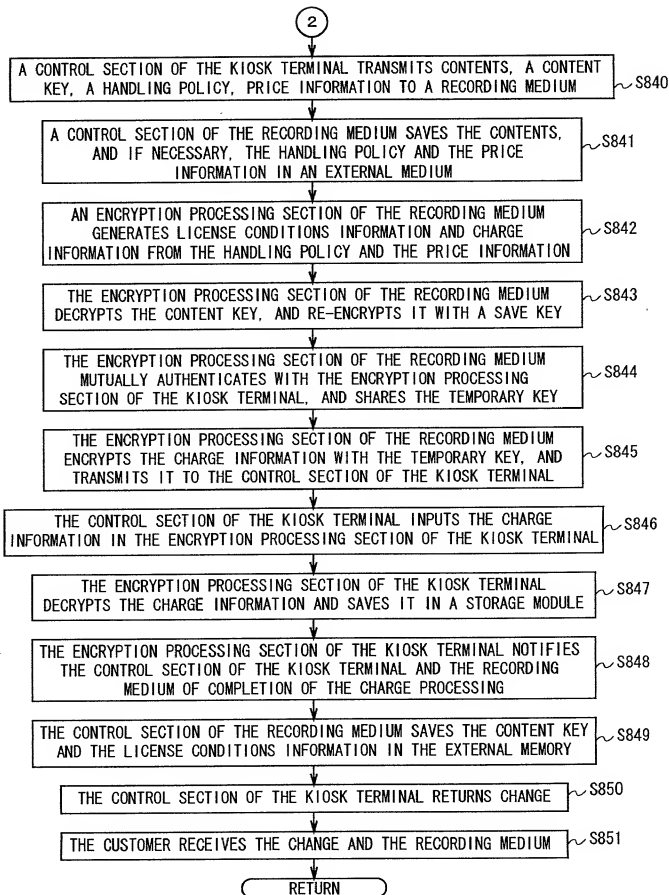 2
A CONTROL SECTION OF THE KIOSK TERMINAL TRANSMITS CONTENTS, A CONTENT
KEY, A HANDLING POLICY, PRICE INFORMATION TO A RECORDING MEDIUM
S840
A CONTROL SECTION OF THE RECORDING MEDIUM SAVES THE CONTENTS,
AND IF NECESSARY, THE HANDLING POLICY AND THE PRICE
INFORMATION IN AN EXTERNAL MEDIUM
S841
AN ENCRYPTION PROCESSING SECTION OF THE RECORDING MEDIUM
GENERATES LICENSE CONDITIONS INFORMATION AND CHARGE
INFORMATION FROM THE HANDLING POLICY AND THE PRICE INFORMATION
S842
THE ENCRYPTION PROCESSING SECTION OF THE RECORDING MEDIUM
DECRYPTS THE CONTENT KEY, AND RE-ENCRYPTS IT WITH A SAVE KEY
S843
THE ENCRYPTION PROCESSING SECTION OF THE RECORDING MEDIUM
MUTUALLY AUTHENTICATES WITH THE ENCRYPTION PROCESSING
SECTION OF THE KIOSK TERMINAL, AND SHARES THE TEMPORARY KEY
S844
THE ENCRYPTION PROCESSING SECTION OF THE RECORDING MEDIUM
ENCRYPTS THE CHARGE INFORMATION WITH THE TEMPORARY KEY, AND
TRANSMITS IT TO THE CONTROL SECTION OF THE KIOSK TERMINAL
S845
THE CONTROL SECTION OF THE KIOSK TERMINAL INPUTS THE CHARGE
INFORMATION IN THE ENCRYPTION PROCESSING SECTION OF THE KIOSK TERMINAL
S846
THE ENCRYPTION PROCESSING SECTION OF THE KIOSK TERMINAL
DECRYPTS THE CHARGE INFORMATION AND SAVES IT IN A STORAGE MODULE
S847
THE ENCRYPTION PROCESSING SECTION OF THE KIOSK TERMINAL NOTIFIES
THE CONTROL SECTION OF THE KIOSK TERMINAL AND THE RECORDING
MEDIUM OF COMPLETION OF THE CHARGE PROCESSING
S848
THE CONTROL SECTION OF THE RECORDING MEDIUM SAVES THE CONTENT KEY
AND THE LICENSE CONDITIONS INFORMATION IN THE EXTERNAL MEMORY
S849
THE CONTROL SECTION OF THE KIOSK TERMINAL RETURNS CHANGE
S850
THE CUSTOMER RECEIVES THE CHANGE AND THE RECORDING MEDIUM
S851
RETURN